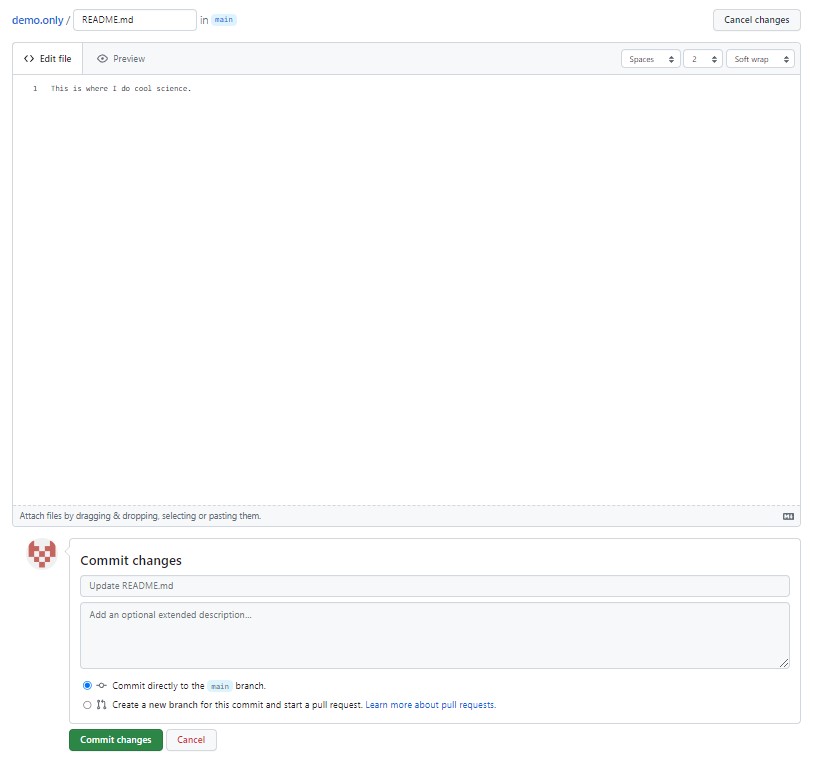 demo.only / README.md in main Cancel changes
<> Edit file Preview Spaces 2 Soft wrap
1 This is where I do cool science.
Attach files by dragging & dropping, selecting or pasting them.
Commit changes
Update README.md
Add an optional extended description...
Commit directly to the main branch.
Create a new branch for this commit and start a pull request. Learn more about pull requests.
Commit changes Cancel